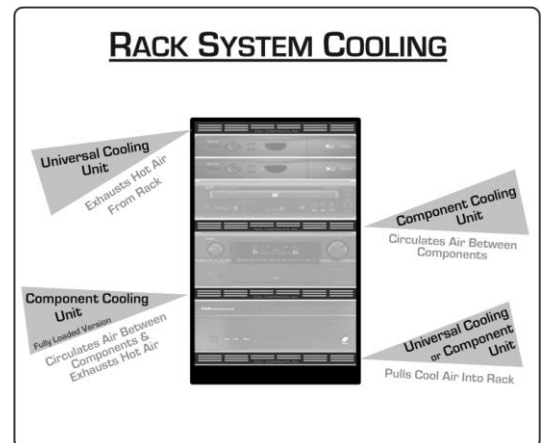 RACK SYSTEM COOLING
Universal Cooling
Unit
Exhausts Hot Air
From Rack
Component Cooling
Unit
Circulates Air Between
Components
Component Cooling
Unit
Fully Loaded Version
Circulates Air Between
Components &
Exhausts Hot Air
Universal Cooling
or Component
Unit
Pulls Cool Air Into Rack